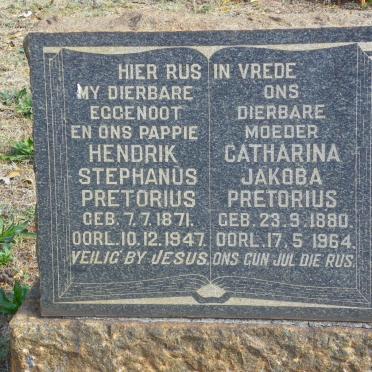 HIER RUS IN VREDE
MY DIERBARE
EGGENOOT
EN ONS PAPPIE
HENDRIK
STEPHANUS
PRETORIUS
GEB. 7.7.1871.
OORL. 10.12.1947.
VEILIG BY JESUS.
ONS
DIERBARE
MOEDER
CATHARINA
JAKOBA
PRETORIUS
GEB. 23.9.1880.
OORL. 17.5.1964.
ONS GUN JUL DIE RUS.